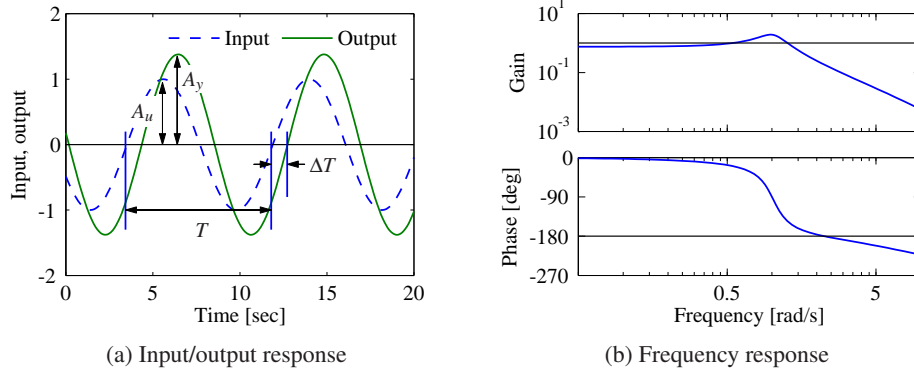 Input
Output
2
1
0
-1
-2
Input, output
A_u
A_y
ΔT
T
0
5
10
15
20
Time [sec]
(a) Input/output response
10^1
10^-1
10^-3
Gain
0
-90
-180
-270
Phase [deg]
0.5
5
Frequency [rad/s]
(b) Frequency response